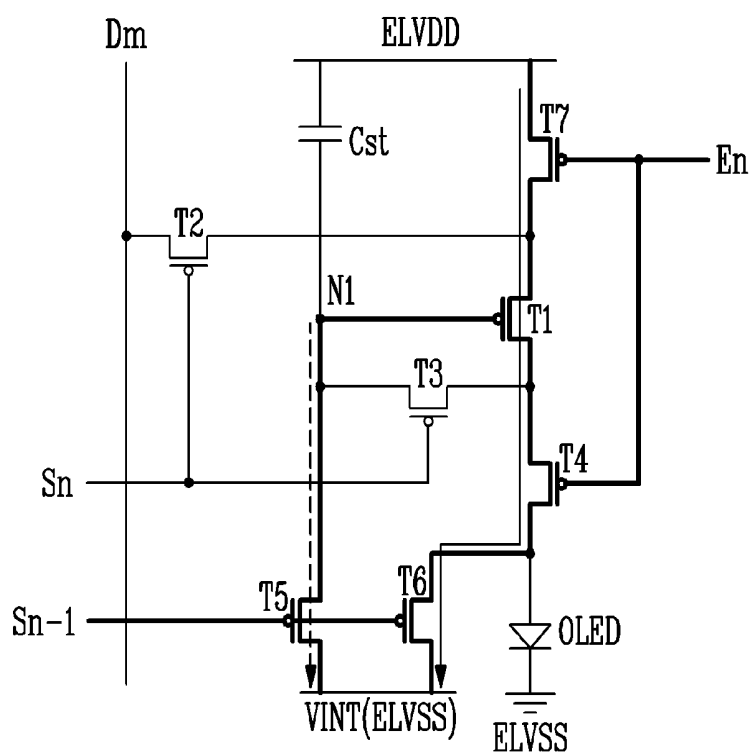 Dm
ELVDD
T7
Cst
En
T2
N1
T1
T3
T4
Sn
T5
T6
Sn-1
OLED
VINT(ELVSS)
ELVSS